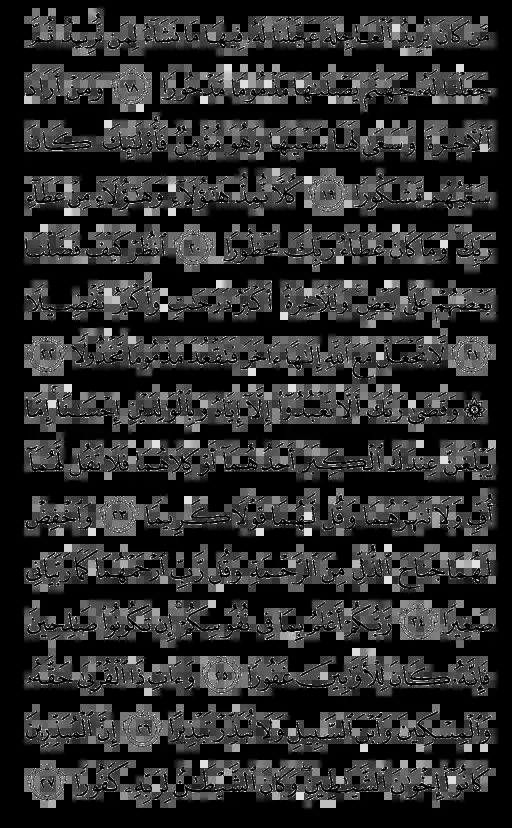 مَّن كَانَ يُرِيدُ ٱلْعَاجِلَةَ عَجَّلْنَا لَهُۥ فِيهَا مَا نَشَآءُ لِمَن نُّرِيدُ ثُمَّ
جَعَلْنَا لَهُۥ جَهَنَّمَ يَصْلَىٰهَا مَذْمُومًا مَّدْحُورًا ١٨ وَمَنْ أَرَادَ
ٱلْءَاخِرَةَ وَسَعَىٰ لَهَا سَعْيَهَا وَهُوَ مُؤْمِنٌ فَأُو۟لَٰٓئِكَ كَانَ
سَعْيُهُم مَّشْكُورًا ١٩ كُلًّا نُّمِدُّ هَٰٓؤُلَآءِ وَهَٰٓؤُلَآءِ مِنْ عَطَآءِ
رَبِّكَ وَمَا كَانَ عَطَآءُ رَبِّكَ مَحْظُورًا ٢٠ ٱنظُرْ كَيْفَ فَضَّلْنَا
بَعْضَهُمْ عَلَىٰ بَعْضٍ وَلَلْءَاخِرَةُ أَكْبَرُ دَرَجَٰتٍ وَأَكْبَرُ تَفْضِيلًا
٢١ لَّا تَجْعَلْ مَعَ ٱللَّهِ إِلَٰهًا ءَاخَرَ فَتَقْعُدَ مَذْمُومًا مَّخْذُولًا ٢٢
۞ وَقَضَىٰ رَبُّكَ أَلَّا تَعْبُدُوٓا۟ إِلَّآ إِيَّاهُ وَبِٱلْوَٰلِدَيْنِ إِحْسَٰنًا إِمَّا
يَبْلُغَنَّ عِندَكَ ٱلْكِبَرَ أَحَدُهُمَآ أَوْ كِلَاهُمَا فَلَا تَقُل لَّهُمَآ
أُفٍّ وَلَا تَنْهَرْهُمَا وَقُل لَّهُمَا قَوْلًا كَرِيمًا ٢٣ وَٱخْفِضْ
لَهُمَا جَنَاحَ ٱلذُّلِّ مِنَ ٱلرَّحْمَةِ وَقُل رَّبِّ ٱرْحَمْهُمَا كَمَا رَبَّيَانِى
صَغِيرًا ٢٤ رَّبُّكُمْ أَعْلَمُ بِمَا فِى نُفُوسِكُمْ إِن تَكُونُوا۟ صَٰلِحِينَ
فَإِنَّهُۥ كَانَ لِلْأَوَّٰبِينَ غَفُورًا ٢٥ وَءَاتِ ذَا ٱلْقُرْبَىٰ حَقَّهُۥ
وَٱلْمِسْكِينَ وَٱبْنَ ٱلسَّبِيلِ وَلَا تُبَذِّرْ تَبْذِيرًا ٢٦ إِنَّ ٱلْمُبَذِّرِينَ
كَانُوٓا۟ إِخْوَٰنَ ٱلشَّيَٰطِينِ وَكَانَ ٱلشَّيْطَٰنُ لِرَبِّهِۦ كَفُورًا ٢٧